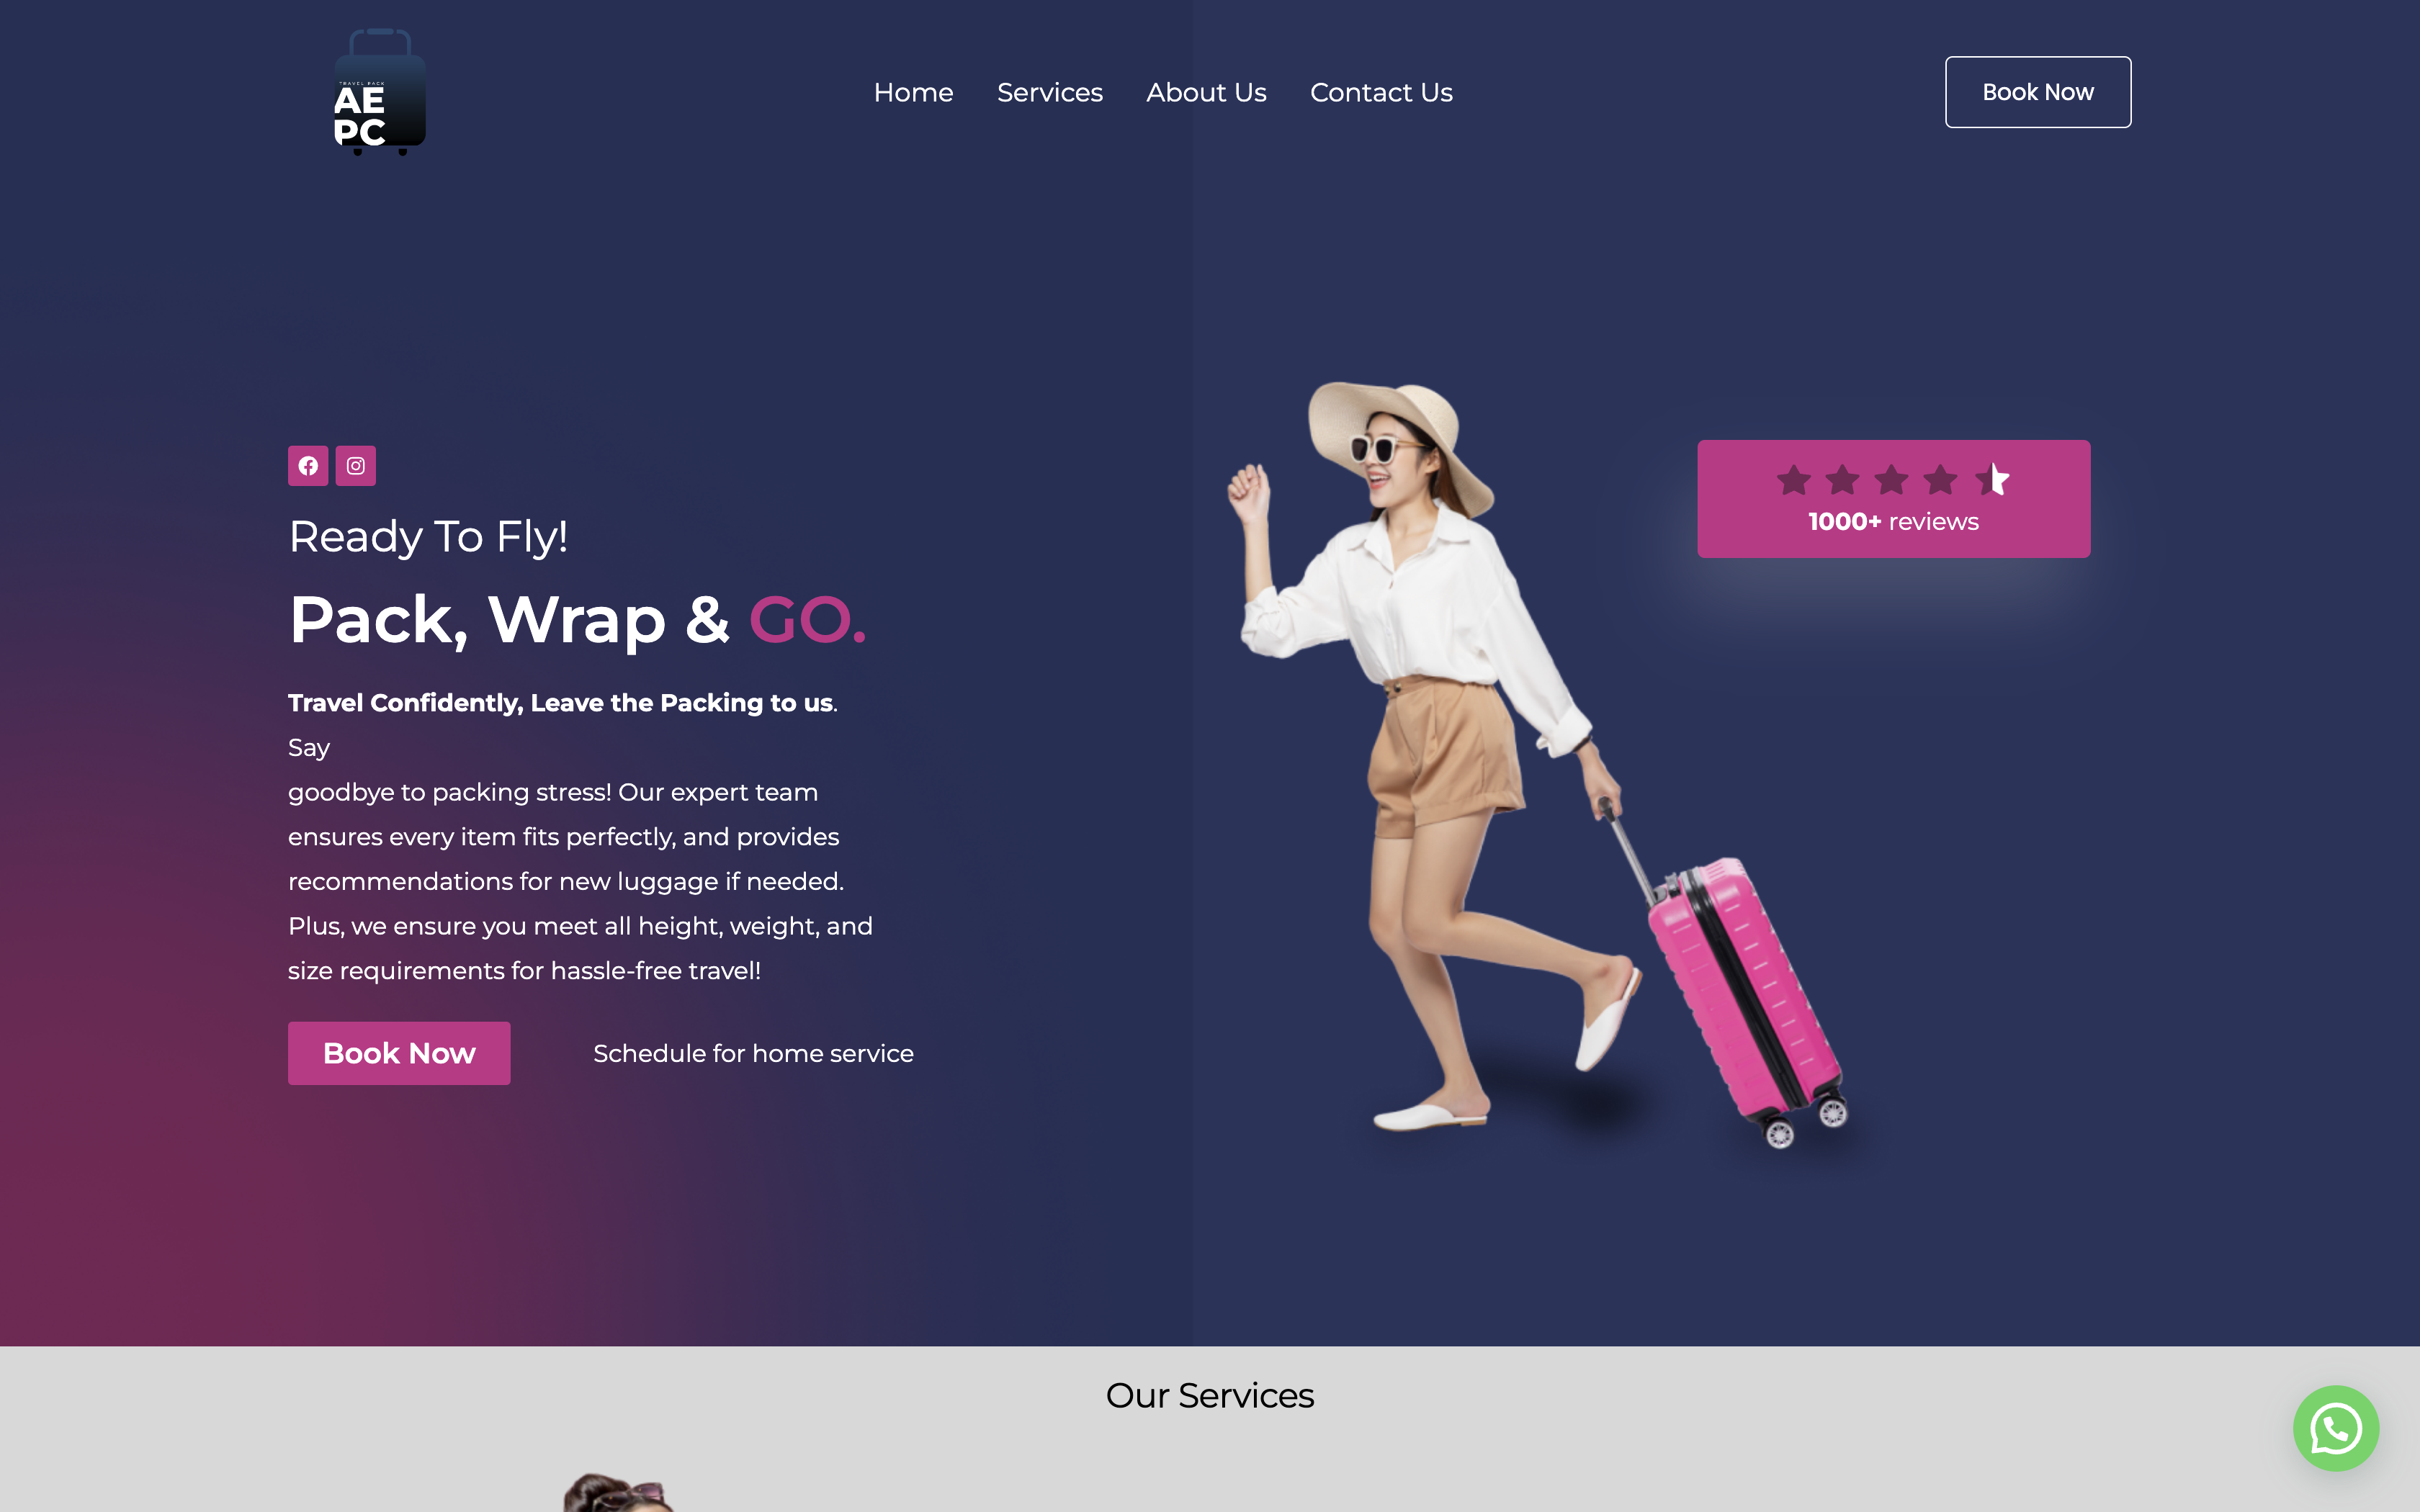 TRAVEL PACK
AE
PC
Home
Services
About Us
Contact Us
Book Now
1000+ reviews
Ready To Fly!
Pack, Wrap & GO.
Travel Confidently, Leave the Packing to us.
Say
goodbye to packing stress! Our expert team
ensures every item fits perfectly, and provides
recommendations for new luggage if needed.
Plus, we ensure you meet all height, weight, and
size requirements for hassle-free travel!
Book Now
Schedule for home service
Our Services